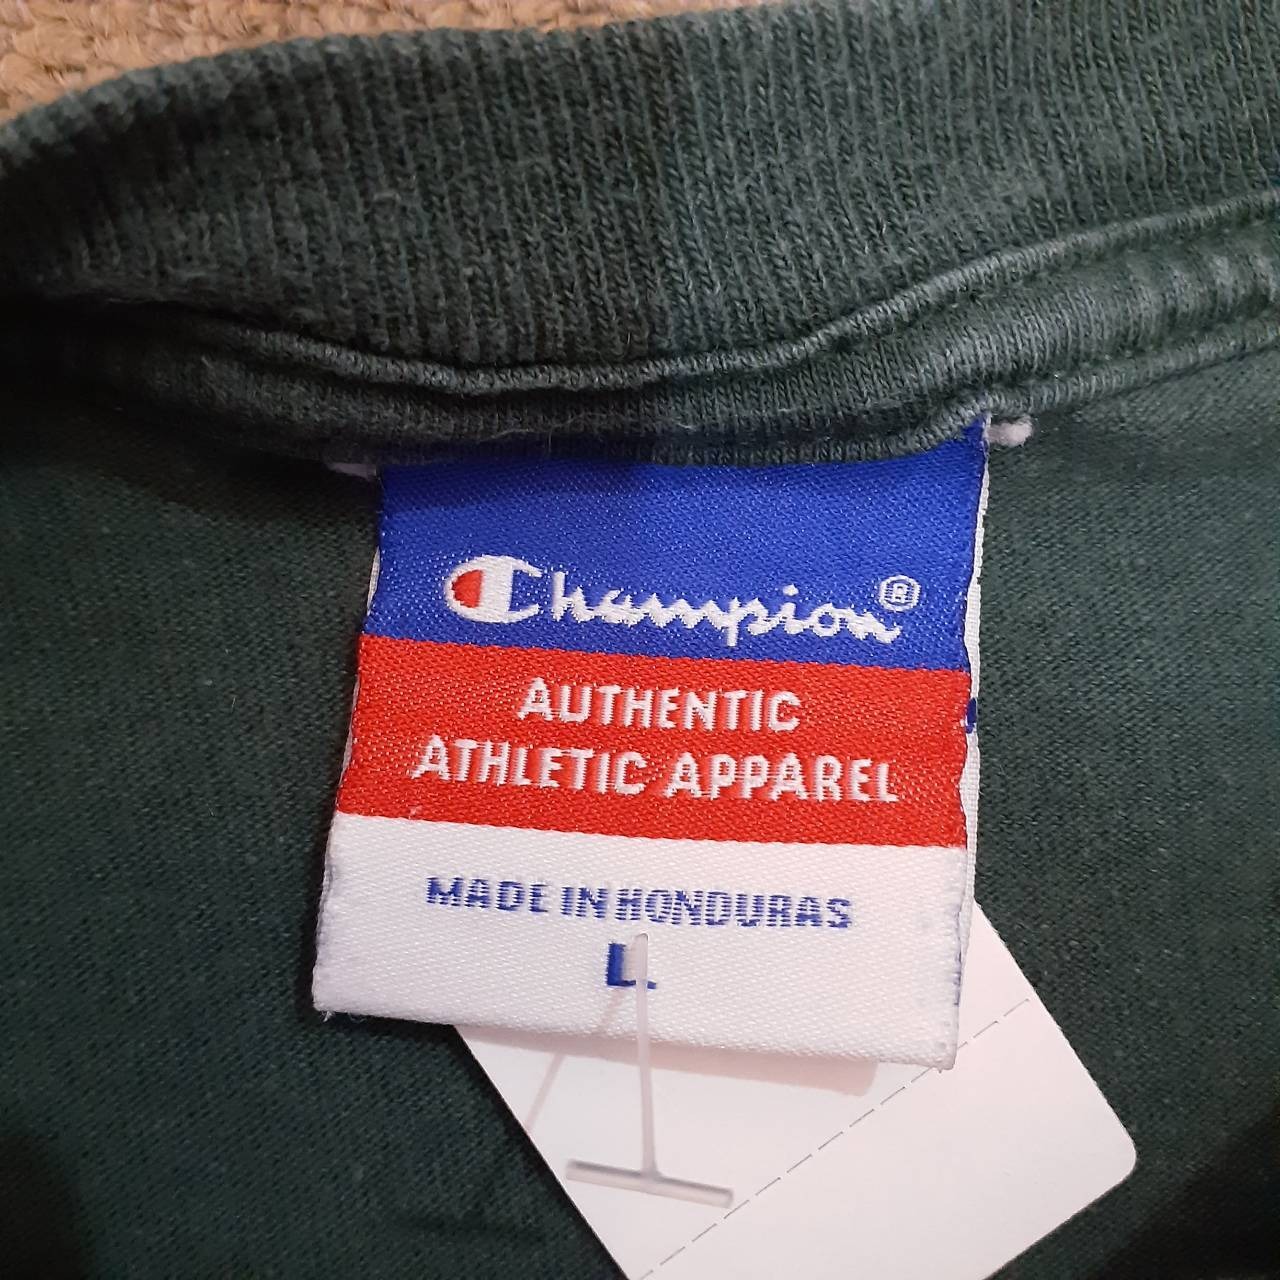 Champion®
AUTHENTIC
ATHLETIC APPAREL
MADE IN HONDURAS
L